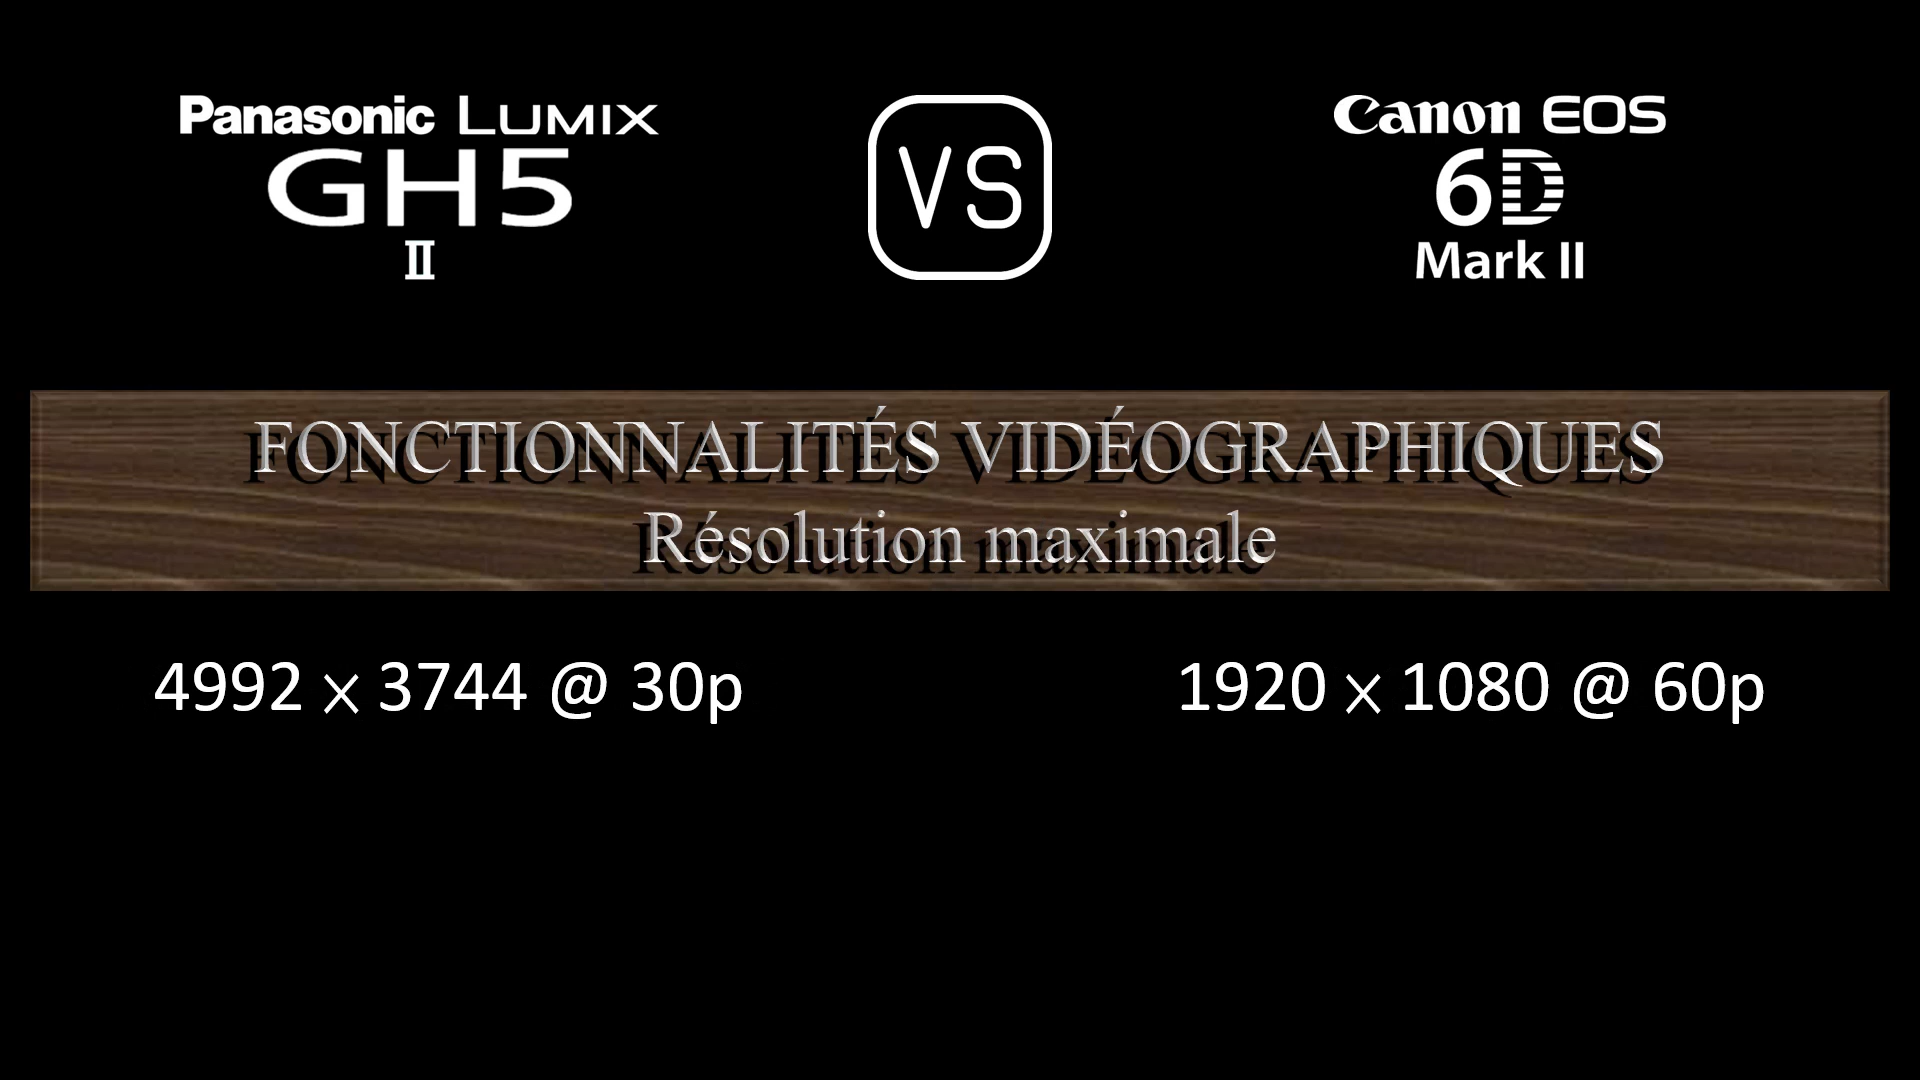 Panasonic LUMIX
GH5
II
VS
Canon EOS
6D
Mark II
FONCTIONNALITÉS VIDÉOGRAPHIQUES
Résolution maximale
4992 x 3744 @ 30p
1920 x 1080 @ 60p